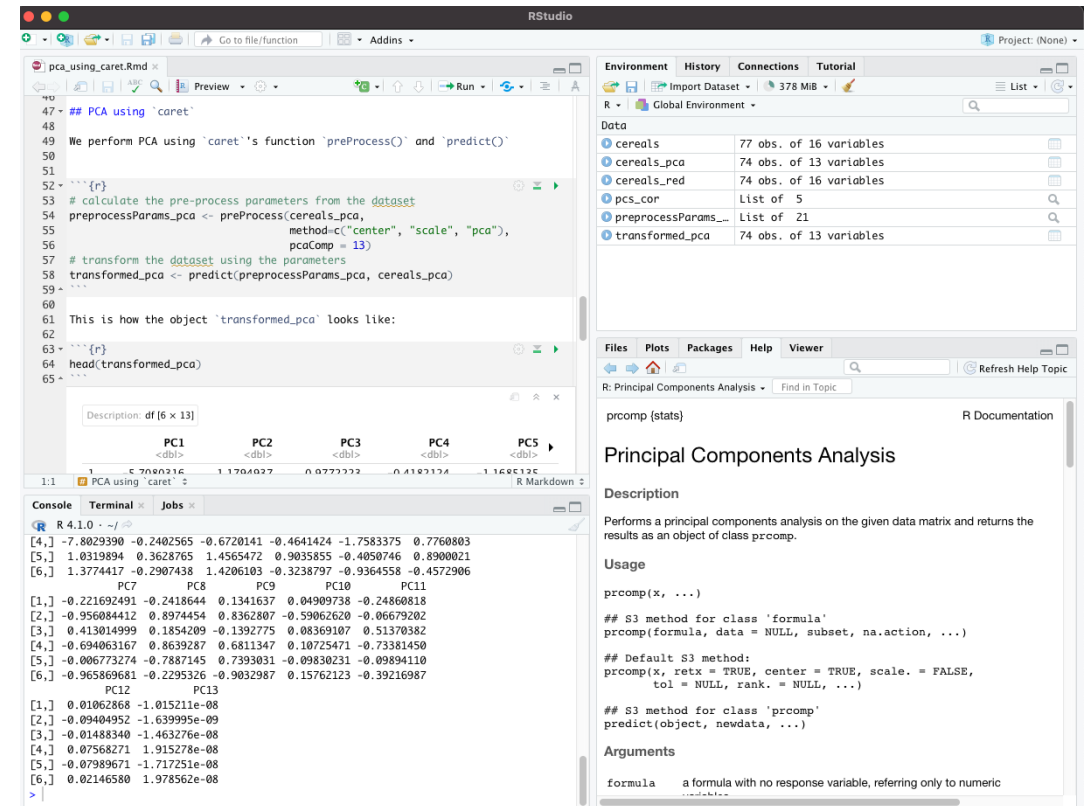 RStudio
Go to file/function
Addins
Project: (None)
pca_using_caret.Rmd
ABC
Preview
Run
46
47 ## PCA using `caret`
48
49 We perform PCA using `caret`'s function `preProcess()` and `predict()`
50
51
52 ```{r}
53 # calculate the pre-process parameters from the dataset
54 preprocessParams_pca <- preProcess(cereals_pca,
55 method=c("center", "scale", "pca"),
56 pcaComp = 13)
57 # transform the dataset using the parameters
58 transformed_pca <- predict(preprocessParams_pca, cereals_pca)
59 ```
60
61 This is how the object `transformed_pca` looks like:
62
63 ```{r}
64 head(transformed_pca)
65 ```
Description: df [6 × 13]
PC1 PC2 PC3 PC4 PC5
<dbl> <dbl> <dbl> <dbl> <dbl>
1 -5.7080316 1.1794937 0.9772223 -0.4182124 -1.1685135
1:1 # PCA using `caret` R Markdown
Console Terminal Jobs
R 4.1.0 · ~/
[4,] -7.8029390 -0.2402565 -0.6720141 -0.4641424 -1.7583375 0.7760803
[5,] 1.0319894 0.3628765 1.4565472 0.9035855 -0.4050746 0.8900021
[6,] 1.3774417 -0.2907438 1.4206103 -0.3238797 -0.9364558 -0.4572906
PC7 PC8 PC9 PC10 PC11
[1,] -0.221692491 -0.2418644 0.1341637 0.04909738 -0.24860818
[2,] -0.956084412 0.8974454 0.8362807 -0.59062620 -0.06679202
[3,] 0.413014999 0.1854209 -0.1392775 0.08369107 0.51370382
[4,] -0.694063167 0.8639287 0.6811347 0.10725471 -0.73381450
[5,] -0.006773274 -0.7887145 0.7393031 -0.09830231 -0.09894110
[6,] -0.965869681 -0.2295326 -0.9032987 0.15762123 -0.39216987
PC12 PC13
[1,] 0.01062868 -1.015211e-08
[2,] -0.09404952 -1.639995e-09
[3,] -0.01488340 -1.463276e-08
[4,] 0.07568271 1.915278e-08
[5,] -0.07989671 -1.717251e-08
[6,] 0.02146580 1.978562e-08
>
Environment History Connections Tutorial
Import Dataset 378 MiB List
R Global Environment
Data
cereals 77 obs. of 16 variables
cereals_pca 74 obs. of 13 variables
cereals_red 74 obs. of 16 variables
pcs_cor List of 5
preprocessParams_… List of 21
transformed_pca 74 obs. of 13 variables
Files Plots Packages Help Viewer
Refresh Help Topic
R: Principal Components Analysis Find in Topic
prcomp {stats} R Documentation
Principal Components Analysis
Description
Performs a principal components analysis on the given data matrix and returns the
results as an object of class prcomp.
Usage
prcomp(x, ...)
## S3 method for class 'formula'
prcomp(formula, data = NULL, subset, na.action, ...)
## Default S3 method:
prcomp(x, retx = TRUE, center = TRUE, scale. = FALSE,
tol = NULL, rank. = NULL, ...)
## S3 method for class 'prcomp'
predict(object, newdata, ...)
Arguments
formula a formula with no response variable, referring only to numeric